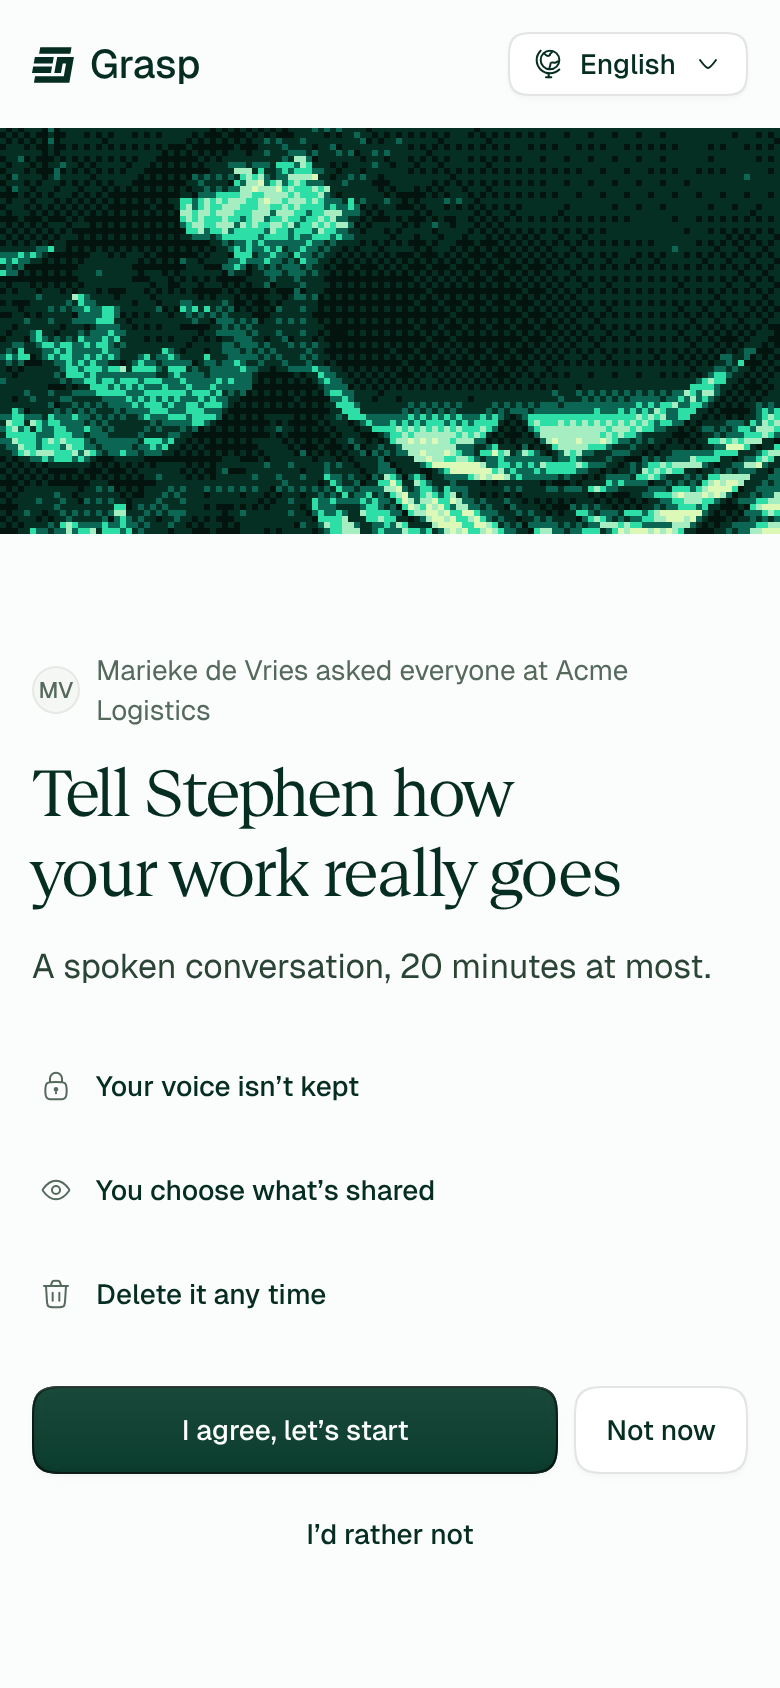 Grasp
English
Marieke de Vries asked everyone at Acme
Logistics
MV
Tell Stephen how
your work really goes
A spoken conversation, 20 minutes at most.
Your voice isn’t kept
You choose what’s shared
Delete it any time
I agree, let’s start
Not now
I’d rather not